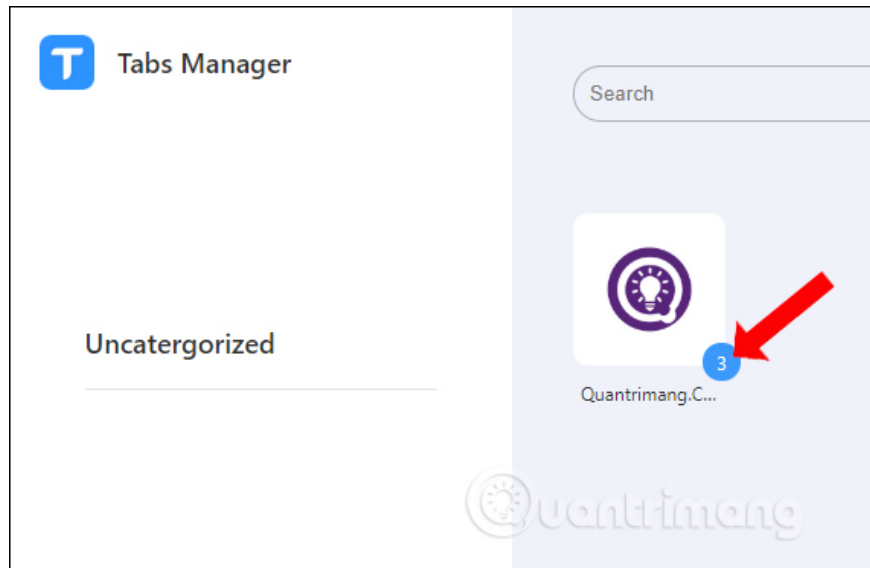 T Tabs Manager
Search
Uncatergorized
3
Quantrimang.C...
Quantrimang